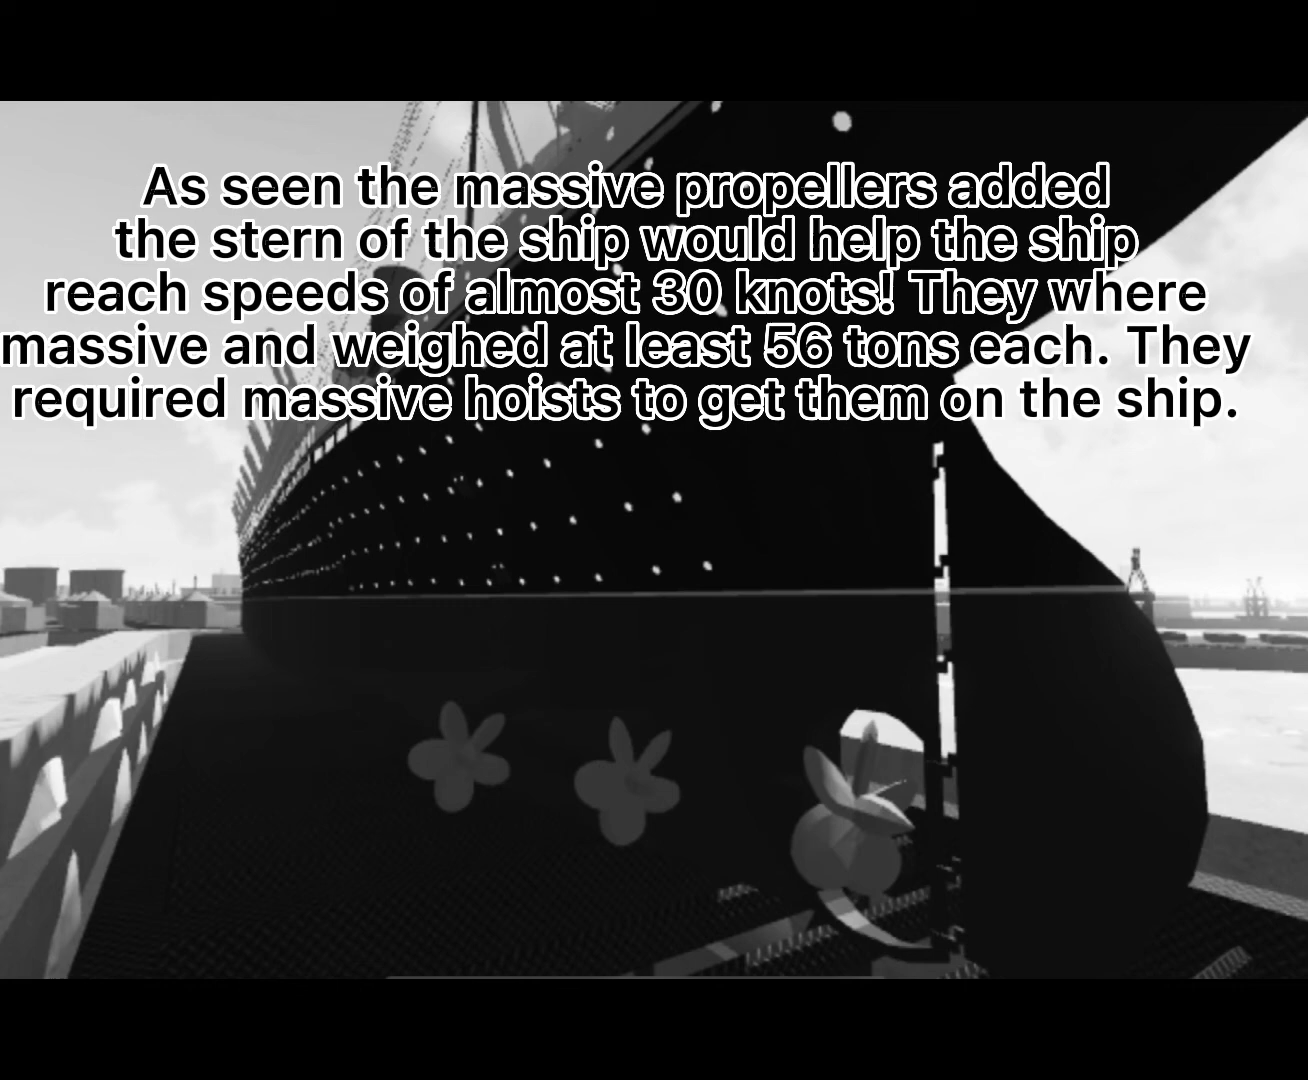 As seen the massive propellers added
the stern of the ship would help the ship
reach speeds of almost 30 knots! They where
massive and weighed at least 56 tons each. They
required massive hoists to get them on the ship.